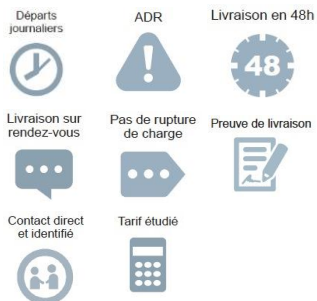 Départs
journaliers
ADR
Livraison en 48h
48
Livraison sur
rendez-vous
Pas de rupture
de charge
Preuve de livraison
Contact direct
et identifié
Tarif étudié